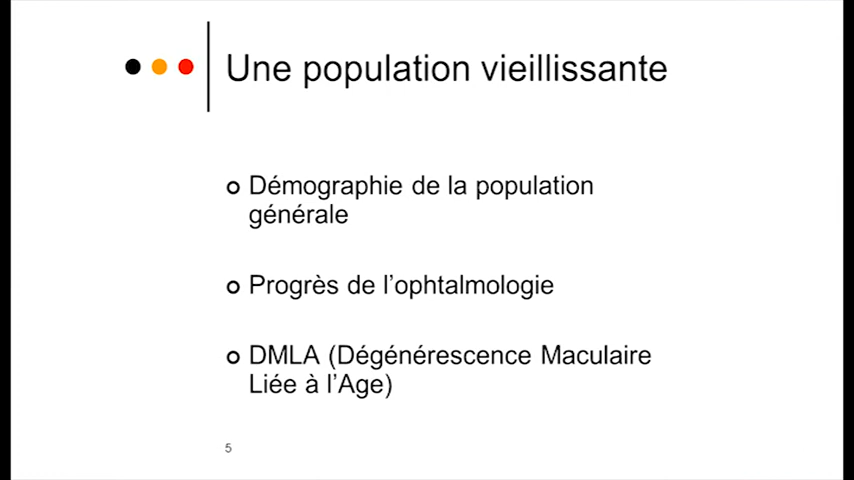 Une population vieillissante
Démographie de la population
générale
Progrès de l’ophtalmologie
DMLA (Dégénérescence Maculaire
Liée à l’Age)
5